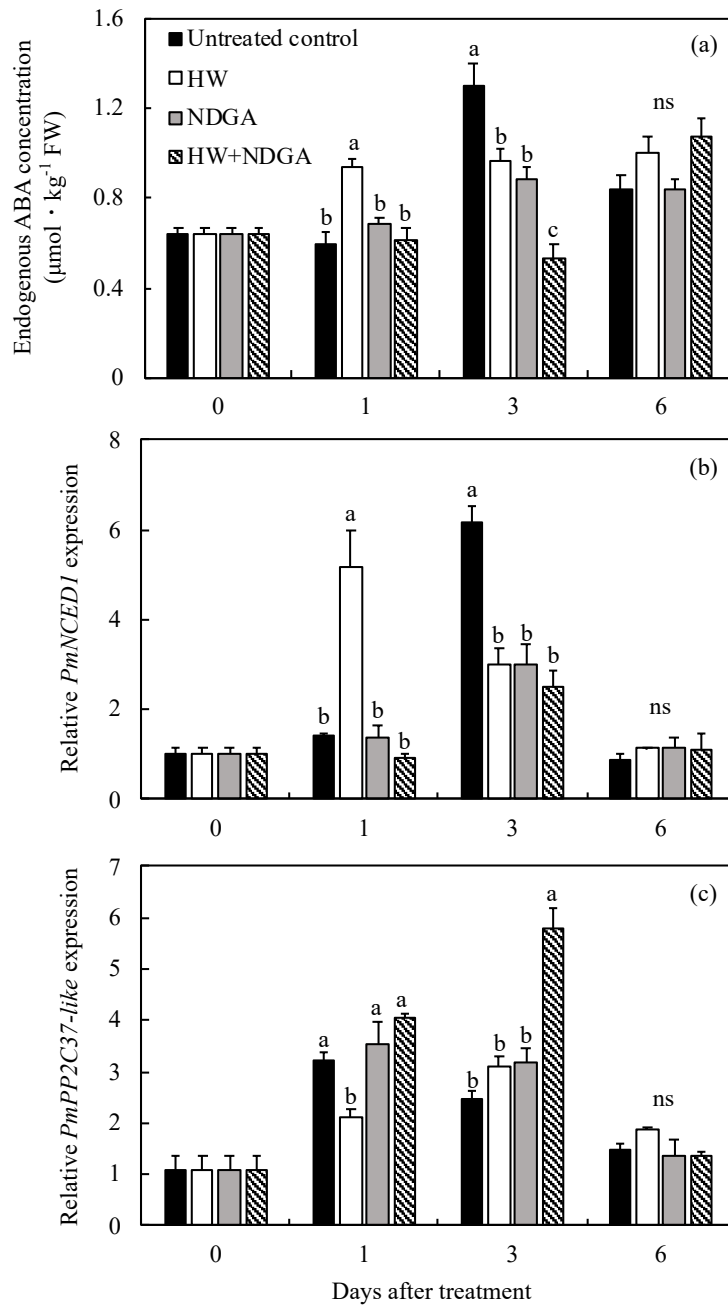 Endogenous ABA concentration
(μmol・kg⁻¹ FW)
1.6
1.2
0.8
0.4
0
Untreated control
HW
NDGA
HW+NDGA
(a)
a
b
b
b
a
b
b
c
ns
0
1
3
6
Relative PmNCED1 expression
8
6
4
2
0
(b)
b
a
b
b
a
b
b
b
ns
0
1
3
6
Relative PmPP2C37-like expression
7
6
5
4
3
2
1
0
(c)
a
b
a
a
b
b
b
a
ns
0
1
3
6
Days after treatment